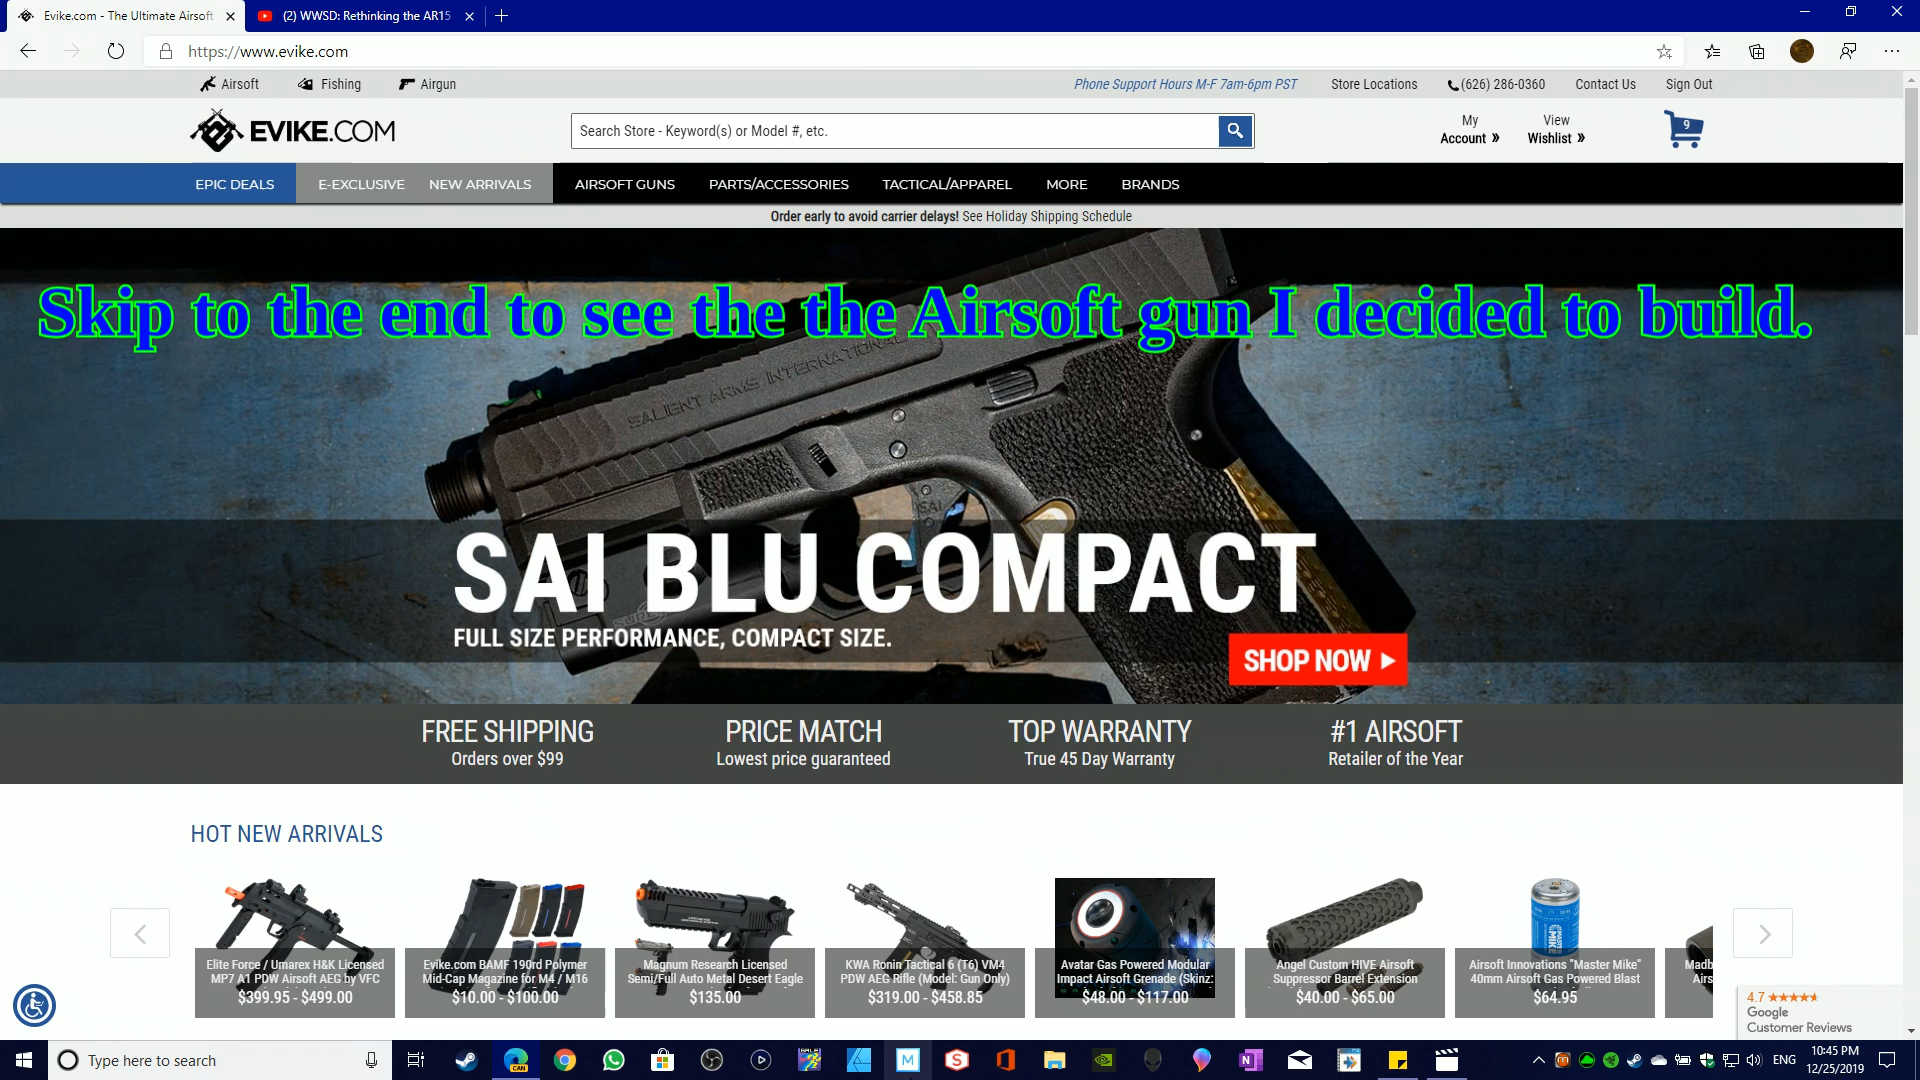 Evike.com - The Ultimate Airsoft
(2) WWSD: Rethinking the AR15
https://www.evike.com
Airsoft
Fishing
Airgun
Phone Support Hours M-F 7am-6pm PST
Store Locations
(626) 286-0360
Contact Us
Sign Out
EVIKE.COM
Search Store - Keyword(s) or Model #, etc.
My
Account »
View
Wishlist »
9
EPIC DEALS
E-EXCLUSIVE
NEW ARRIVALS
AIRSOFT GUNS
PARTS/ACCESSORIES
TACTICAL/APPAREL
MORE
BRANDS
Order early to avoid carrier delays! See Holiday Shipping Schedule
Skip to the end to see the the Airsoft gun I decided to build.
SALIENT ARMS INTERNATIONAL
SAI BLU COMPACT
FULL SIZE PERFORMANCE, COMPACT SIZE.
SHOP NOW
FREE SHIPPING
Orders over $99
PRICE MATCH
Lowest price guaranteed
TOP WARRANTY
True 45 Day Warranty
#1 AIRSOFT
Retailer of the Year
HOT NEW ARRIVALS
Elite Force / Umarex H&K Licensed
MP7 A1 PDW Airsoft AEG by VFC
$399.95 - $499.00
Evike.com BAMF 190rd Polymer
Mid-Cap Magazine for M4 / M16
$10.00 - $100.00
Magnum Research Licensed
Semi/Full Auto Metal Desert Eagle
$135.00
KWA Ronin Tactical 6 (T6) VM4
PDW AEG Rifle (Model: Gun Only)
$319.00 - $458.85
Avatar Gas Powered Modular
Impact Airsoft Grenade (Skinz:
$48.00 - $117.00
Angel Custom HIVE Airsoft
Suppressor Barrel Extension
$40.00 - $65.00
Airsoft Innovations "Master Mike"
40mm Airsoft Gas Powered Blast
$64.95
Madb
Airs
4.7
Google
Customer Reviews
Type here to search
CAN
ENG
10:45 PM
12/25/2019